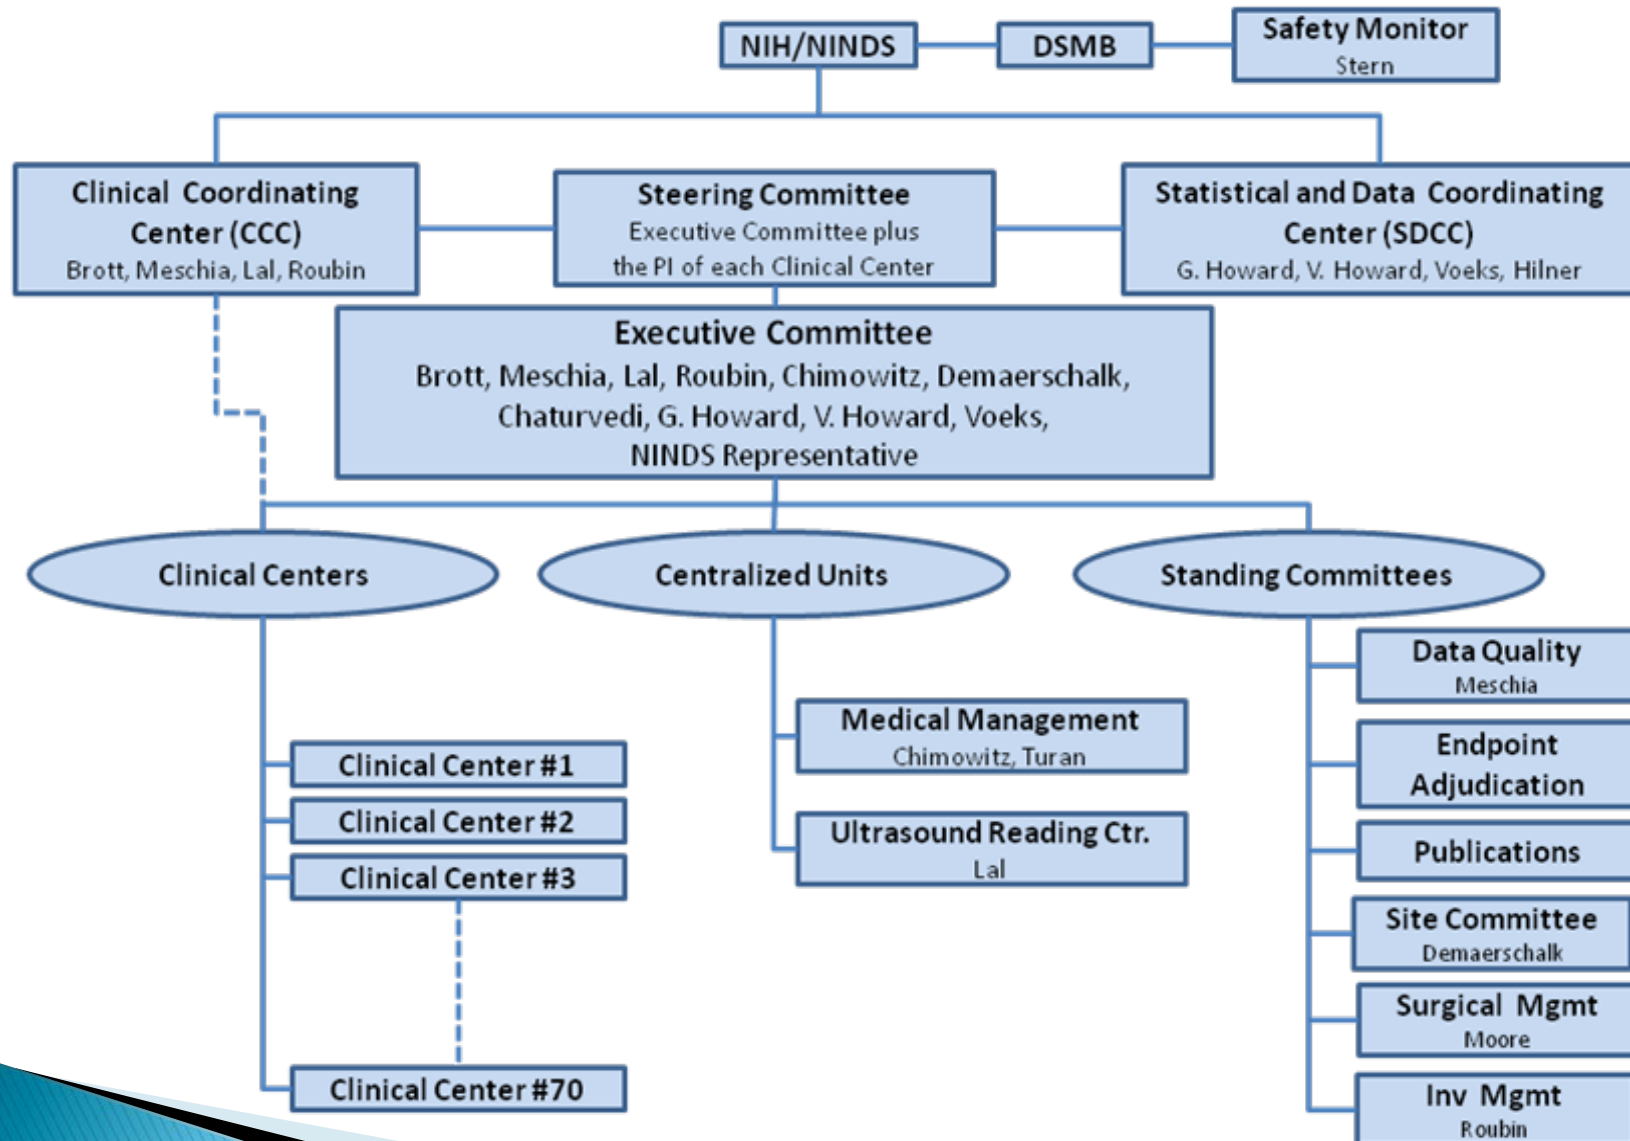 NIH/NINDS
DSMB
Safety Monitor
Stern
Clinical Coordinating
Center (CCC)
Brott, Meschia, Lal, Roubin
Steering Committee
Executive Committee plus
the PI of each Clinical Center
Statistical and Data Coordinating
Center (SDCC)
G. Howard, V. Howard, Voeks, Hilner
Executive Committee
Brott, Meschia, Lal, Roubin, Chimowitz, Demaerschalk,
Chaturvedi, G. Howard, V. Howard, Voeks,
NINDS Representative
Clinical Centers
Centralized Units
Standing Committees
Clinical Center #1
Clinical Center #2
Clinical Center #3
Clinical Center #70
Medical Management
Chimowitz, Turan
Ultrasound Reading Ctr.
Lal
Data Quality
Meschia
Endpoint
Adjudication
Publications
Site Committee
Demaerschalk
Surgical Mgmt
Moore
Inv Mgmt
Roubin